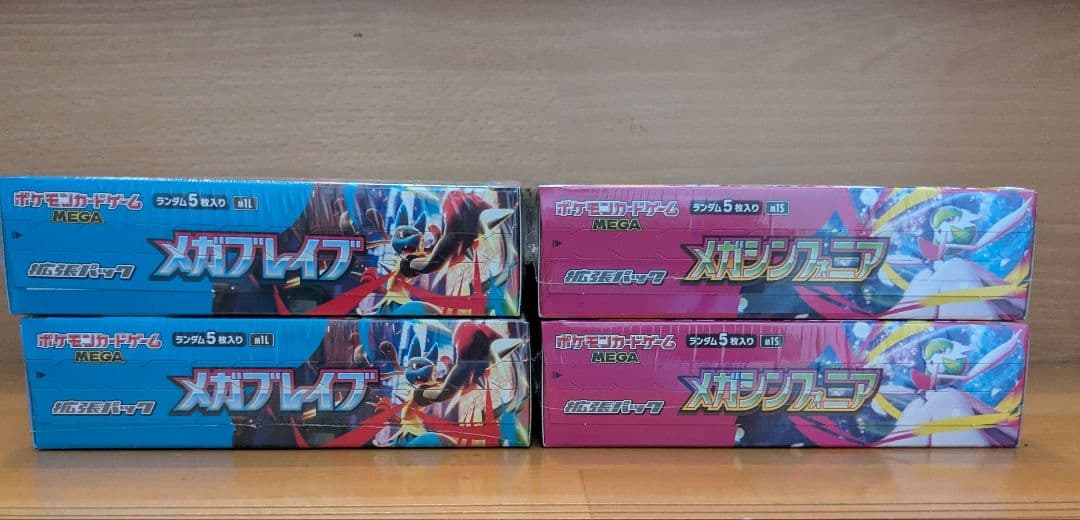 ポケモンカードゲーム
MEGA
ランダム5枚入り M1L
メガブレイブ
拡張パック
ポケモンカードゲーム
MEGA
ランダム5枚入り M1S
メガシンフォニア
拡張パック
ポケモンカードゲーム
MEGA
ランダム5枚入り M1L
メガブレイブ
拡張パック
ポケモンカードゲーム
MEGA
ランダム5枚入り M1S
メガシンフォニア
拡張パック